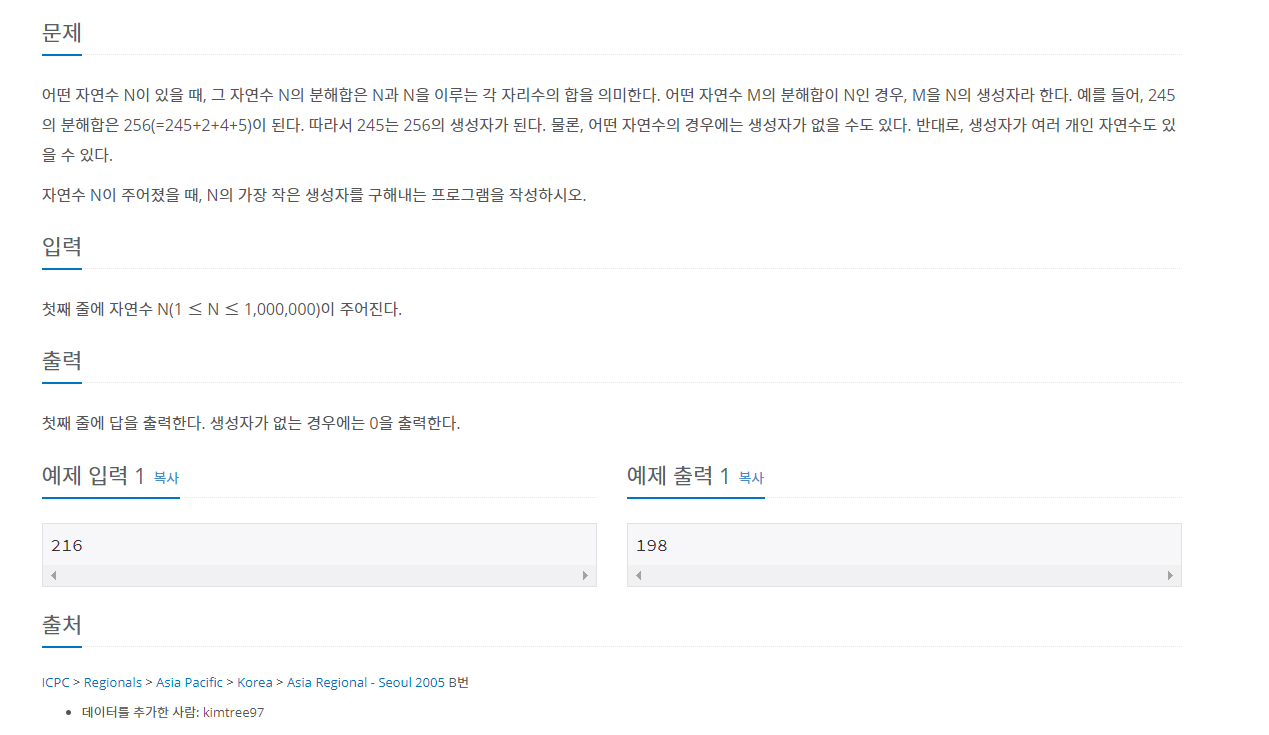 문제
어떤 자연수 N이 있을 때, 그 자연수 N의 분해합은 N과 N을 이루는 각 자리수의 합을 의미한다. 어떤 자연수 M의 분해합이 N인 경우, M을 N의 생성자라 한다. 예를 들어, 245
의 분해합은 256(=245+2+4+5)이 된다. 따라서 245는 256의 생성자가 된다. 물론, 어떤 자연수의 경우에는 생성자가 없을 수도 있다. 반대로, 생성자가 여러 개인 자연수도 있
을 수 있다.
자연수 N이 주어졌을 때, N의 가장 작은 생성자를 구해내는 프로그램을 작성하시오.
입력
첫째 줄에 자연수 N(1 ≤ N ≤ 1,000,000)이 주어진다.
출력
첫째 줄에 답을 출력한다. 생성자가 없는 경우에는 0을 출력한다.
예제 입력 1 복사
216
예제 출력 1 복사
198
출처
ICPC > Regionals > Asia Pacific > Korea > Asia Regional - Seoul 2005 B번
• 데이터를 추가한 사람: kimtree97